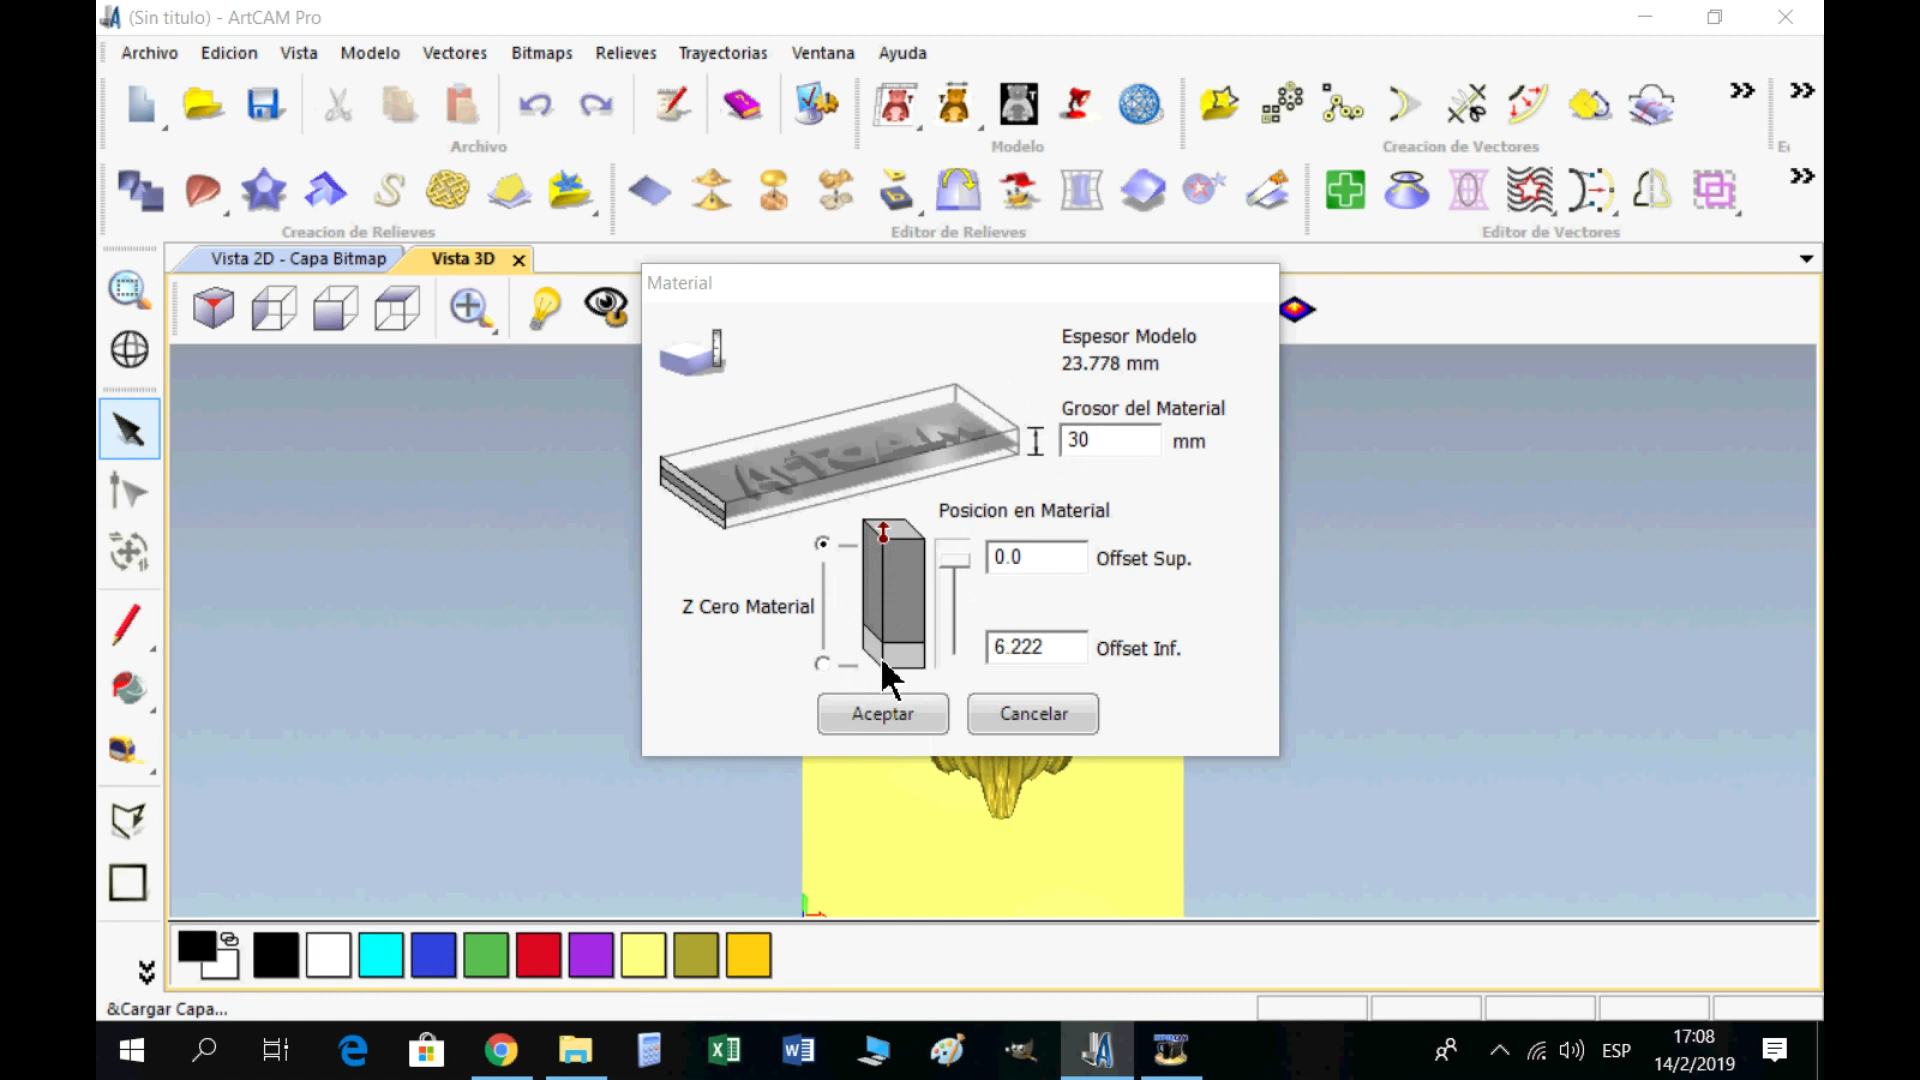 (Sin titulo) - ArtCAM Pro
Archivo Edicion Vista Modelo Vectores Bitmaps Relieves Trayectorias Ventana Ayuda
Archivo Modelo Creacion de Vectores
Creacion de Relieves Editor de Relieves Editor de Vectores
Vista 2D - Capa Bitmap Vista 3D
Material
Espesor Modelo
23.778 mm
Grosor del Material
30 mm
ArtCAM
Posicion en Material
0.0 Offset Sup.
Z Cero Material
6.222 Offset Inf.
Aceptar Cancelar
&Cargar Capa...
17:08
ESP
14/2/2019